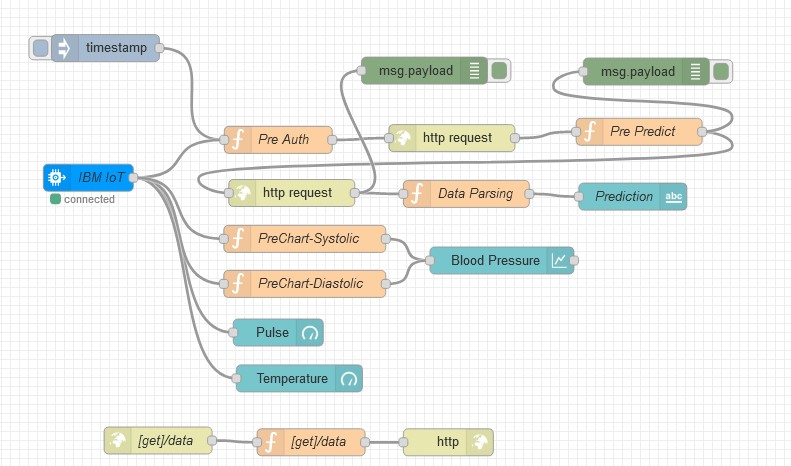 timestamp
msg.payload
msg.payload
Pre Auth
http request
Pre Predict
IBM IoT
connected
http request
Data Parsing
Prediction
abc
PreChart-Systolic
Blood Pressure
PreChart-Diastolic
Pulse
Temperature
[get]/data
[get]/data
http